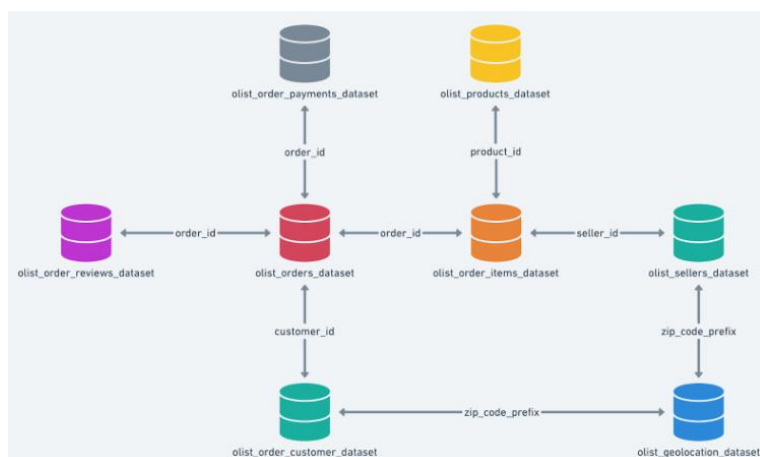 olist_order_payments_dataset
olist_products_dataset
order_id
product_id
order_id
order_id
seller_id
olist_order_reviews_dataset
olist_orders_dataset
olist_order_items_dataset
olist_sellers_dataset
customer_id
zip_code_prefix
zip_code_prefix
olist_order_customer_dataset
olist_geolocation_dataset